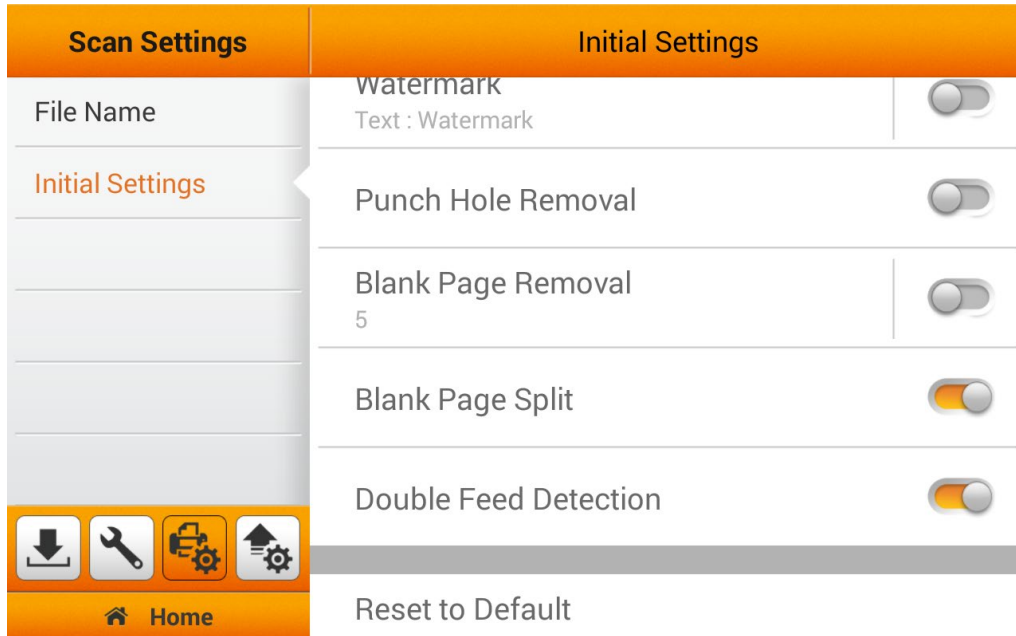 Scan Settings
Initial Settings
File Name
Initial Settings
Home
Watermark
Text : Watermark
Punch Hole Removal
Blank Page Removal
5
Blank Page Split
Double Feed Detection
Reset to Default